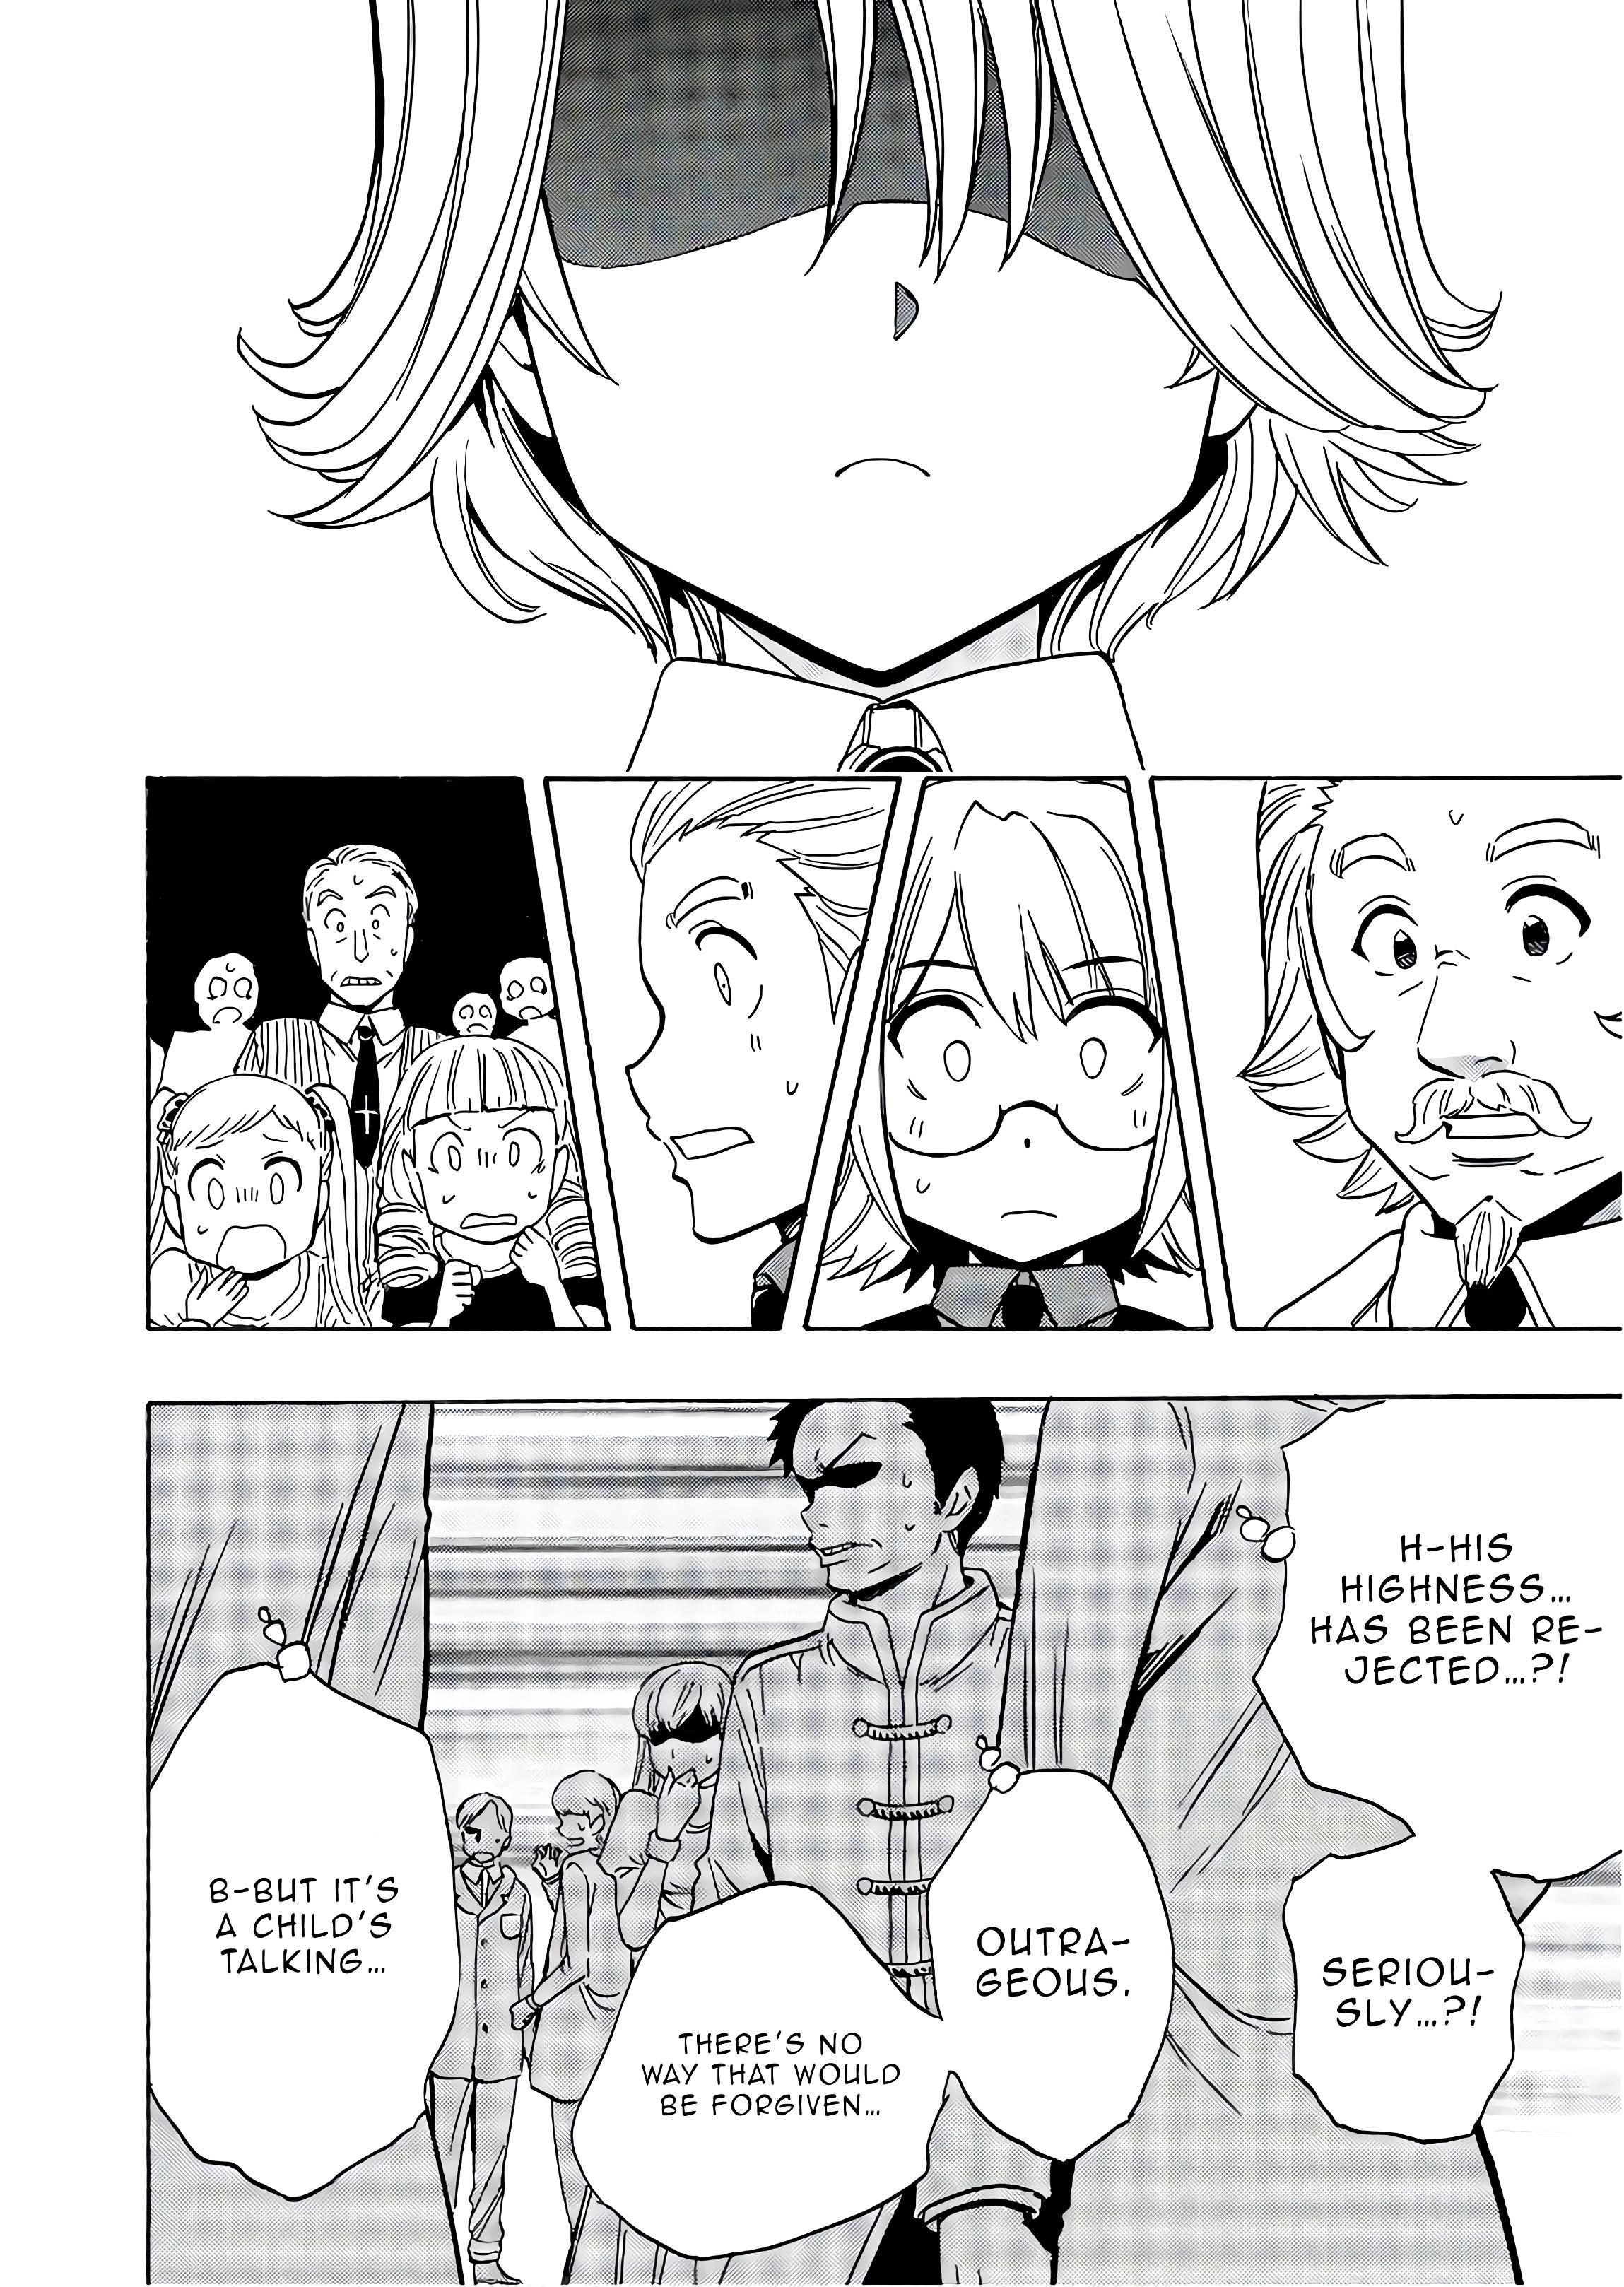 H-HIS
HIGHNESS...
HAS BEEN RE-
JECTED...?!
SERIOU-
SLY...?!
OUTRA-
GEOUS.
THERE'S NO
WAY THAT WOULD
BE FORGIVEN...
B-BUT IT'S
A CHILD'S
TALKING...